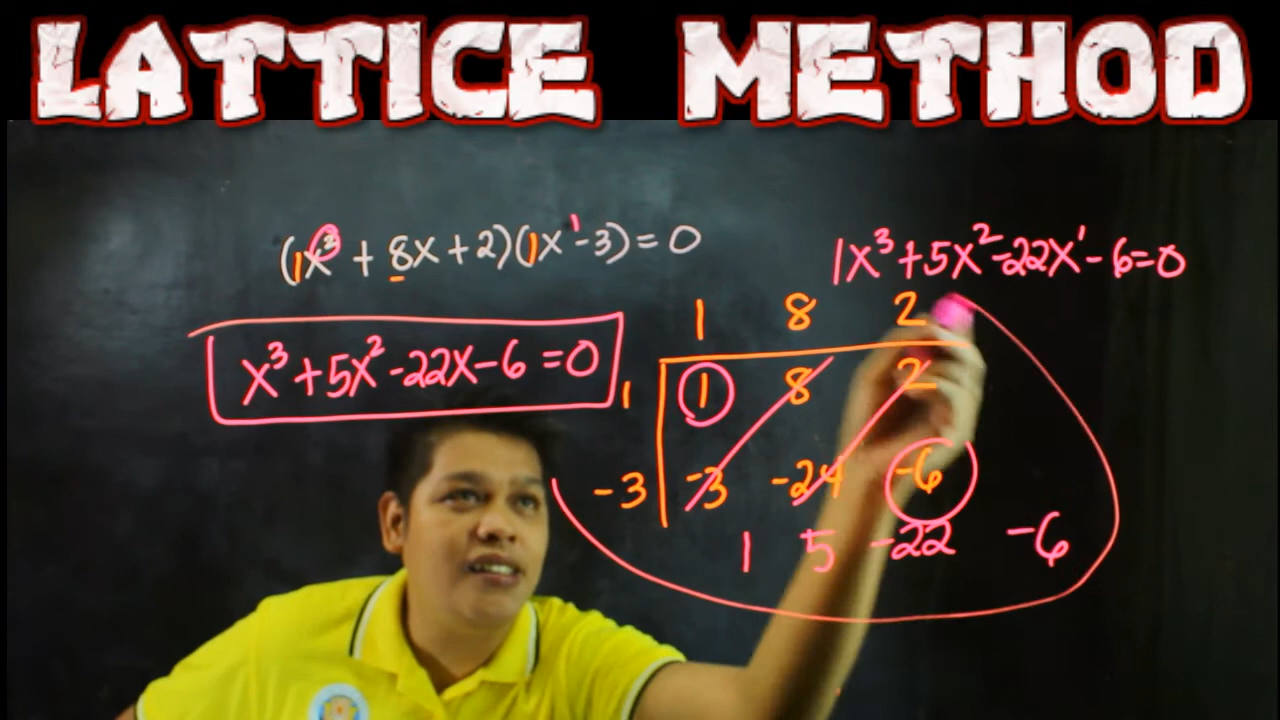 LATTICE METHOD
(1x² + 8x + 2)(1x¹ - 3) = 0
1x³ + 5x² - 22x¹ - 6 = 0
x³ + 5x² - 22x - 6 = 0
1 8 2
1 1 8 2
-3 -3 -24 -6
1 5 -22 -6